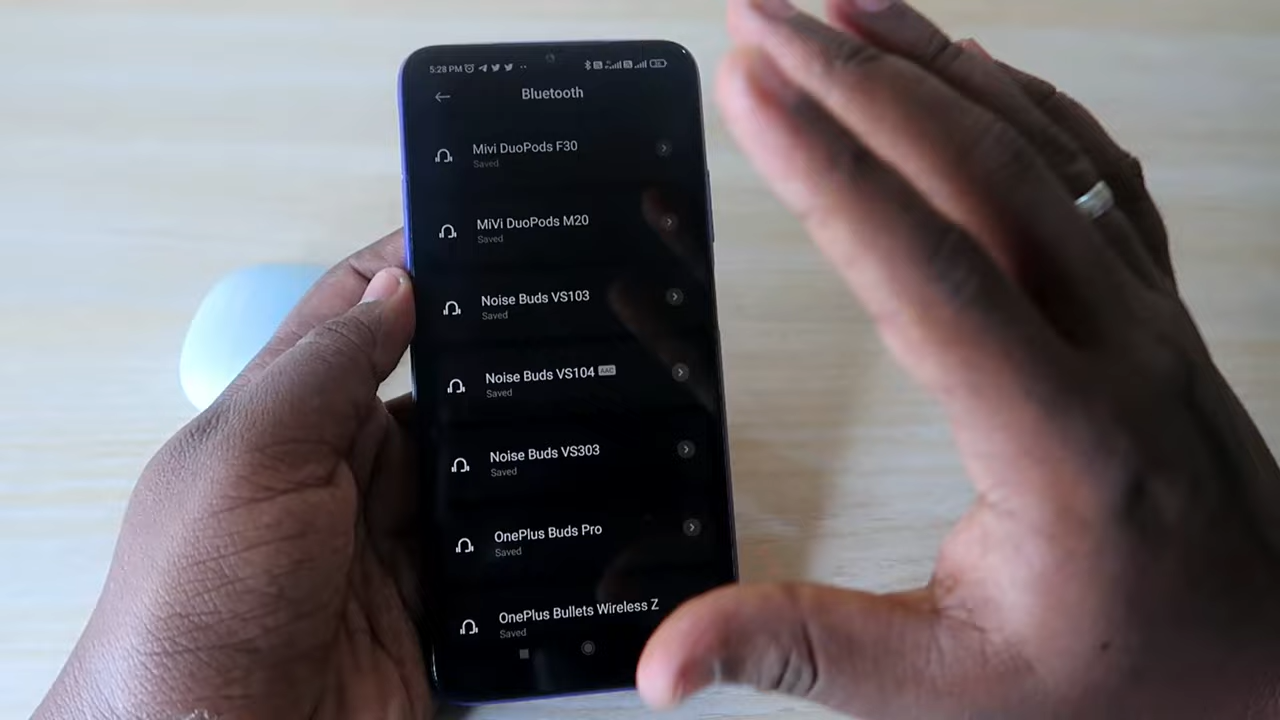 5:28 PM
Bluetooth
Mivi DuoPods F30
Saved
MiVi DuoPods M20
Saved
Noise Buds VS103
Saved
Noise Buds VS104 AAC
Saved
Noise Buds VS303
Saved
OnePlus Buds Pro
Saved
OnePlus Bullets Wireless Z
Saved